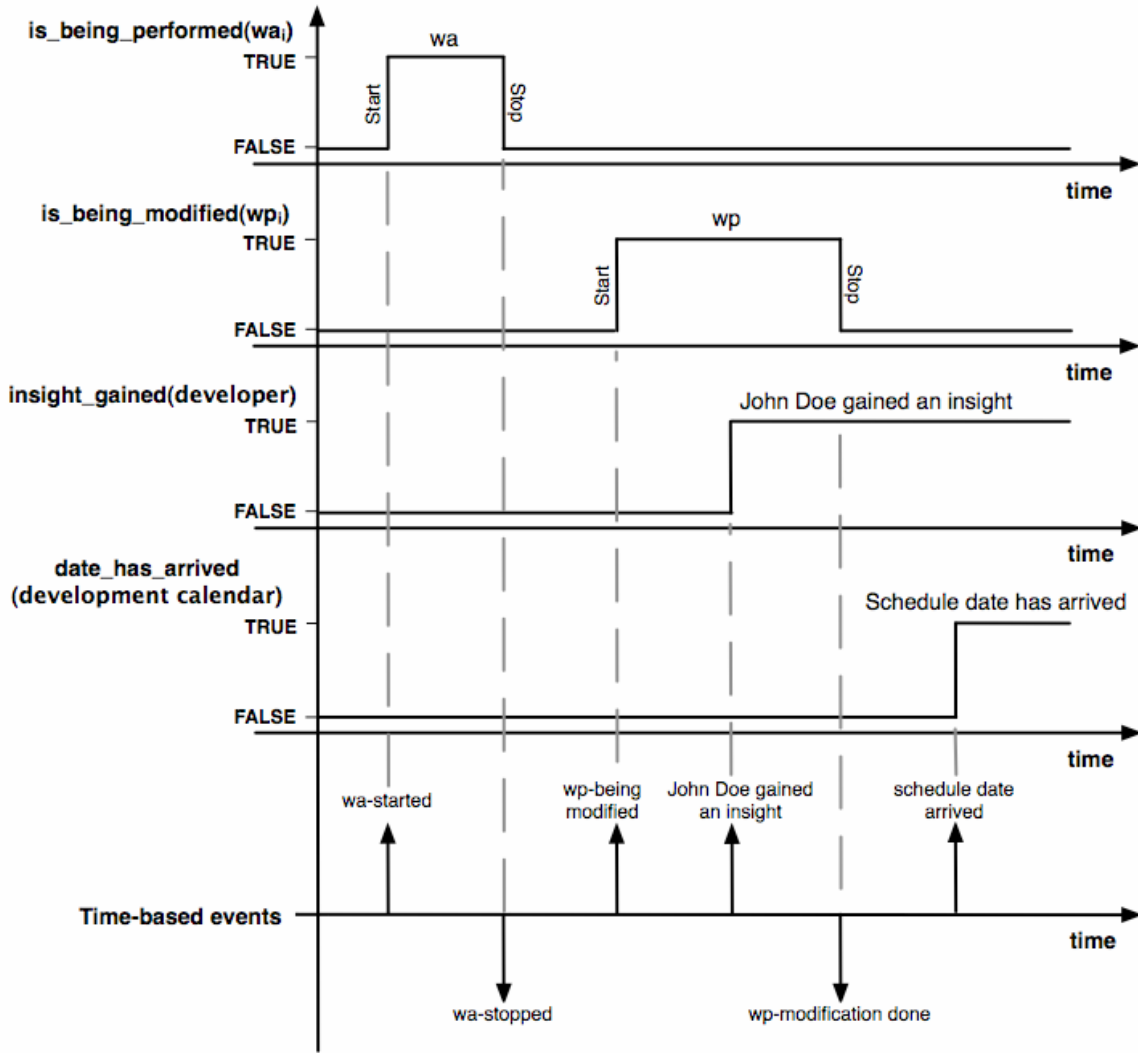 is_being_performed(waᵢ)
wa
TRUE
Start
Stop
FALSE
time
is_being_modified(wpᵢ)
wp
TRUE
Start
Stop
FALSE
time
insight_gained(developer)
John Doe gained an insight
TRUE
FALSE
time
date_has_arrived
(development calendar)
Schedule date has arrived
TRUE
FALSE
time
wa-started
wp-being
modified
John Doe gained
an insight
schedule date
arrived
Time-based events
time
wa-stopped
wp-modification done